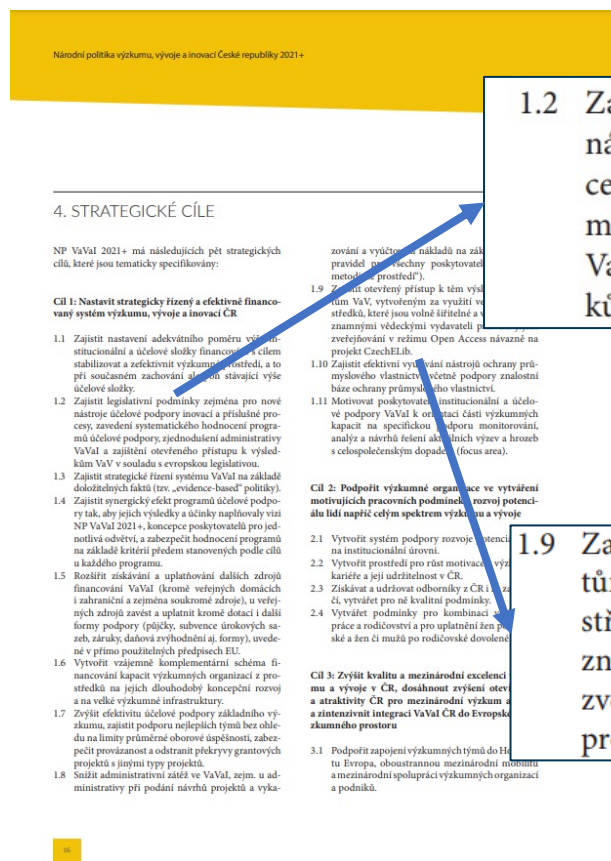 Národní politika výzkumu, vývoje a inovací České republiky 2021+
4. STRATEGICKÉ CÍLE
NP VaVaI 2021+ má následujících pět strategických
cílů, které jsou tematicky specifikovány:
Cíl 1: Nastavit strategicky řízený a efektivně financo-
vaný systém výzkumu, vývoje a inovací ČR
1.1 Zajistit nastavení adekvátního poměru
stitucionální a účelové složky financování s cílem
stabilizovat a zefektivnit výzkumné prostředí, a to
při současném zachování stávající výše
účelové složky.
1.2 Zajistit legislativní podmínky zejména pro nové
nástroje účelové podpory inovací a příslušné pro-
cesy, zavedení systematického hodnocení progra-
mů účelové podpory, zjednodušení administrativy
VaVaI a zajištění otevřeného přístupu k výsled-
kům VaV v souladu s evropskou legislativou.
1.3 Zajistit strategické řízení systému VaVaI na základě
doložitelných faktů (tzv. „evidence-based“ politiky).
1.4 Zajistit synergický efekt programů účelové podpo-
ry tak, aby jejich výsledky a účinky naplňovaly vizi
NP VaVaI 2021+, koncepce poskytovatelů pro jed-
notlivá odvětví, a zabezpečit hodnocení programů
na základě kritérií předem stanovených podle cílů
u každého programu.
1.5 Rozšířit získávání a uplatňování dalších zdrojů
financování VaVaI (kromě veřejných domácích
i zahraniční a zejména soukromé zdroje), u veřej-
ných zdrojů zavést a uplatnit kromě dotací i další
formy podpory (půjčky, subvence úrokových sa-
zeb, záruky, daňová zvýhodnění aj. formy), uvede-
né v přímo použitelných předpisech EU.
1.6 Vytvořit vzájemně komplementární schéma fi-
nancování kapacit výzkumných organizací z pro-
středků na jejich dlouhodobý koncepční rozvoj
a na velké výzkumné infrastruktury.
1.7 Zvýšit efektivitu účelové podpory základního vý-
zkumu, zajistit podporu nejlepších týmů bez ohle-
du na limity průměrné oborové úspěšnosti, zabez-
pečit provázanost a odstranit překryvy grantových
projektů s jinými typy projektů.
1.8 Snížit administrativní zátěž ve VaVaI, zejm. u ad-
ministrativy při podání návrhů projektů a vyka-
zování a vyúčtování nákladů na
pravidel všechny poskytovatele
prostředí“).
1.9 otevřený přístup k těm
tům VaV, vytvořeným za využití
středků, které jsou volně šiřitelné a
znamnými vědeckými vydavateli
zveřejňování v režimu Open Access návazně na
projekt CzechELib.
1.10 Zajistit efektivní využívání nástrojů ochrany prů-
myslového vlastnictví včetně podpory znalostní
báze ochrany průmyslového vlastnictví.
1.11 Motivovat poskytovatele institucionální a účelo-
vé podpory VaVaI k orientaci části výzkumných
kapacit na specifickou podporu monitorování,
analýz a návrhů řešení aktuálních výzev a hrozeb
s celospolečenským dopadem (focus area).
Cíl 2: Podpořit výzkumné organizace ve vytváření
motivujících pracovních podmínek a rozvoj potenci-
álu lidí napříč celým spektrem výzkumu a vývoje
2.1 Vytvořit systém podpory rozvoje
na institucionální úrovni.
2.2 Vytvořit prostředí pro růst motivace
kariéře a její udržitelnost v ČR.
2.3 Získávat a udržovat odborníky z ČR i
čí, vytvářet pro ně kvalitní podmínky.
2.4 Vytvářet podmínky pro kombinaci
práce a rodičovství a pro uplatnění žen
ské a žen či mužů po rodičovské dovolené
Cíl 3: Zvýšit kvalitu a mezinárodní excelenci
mu a vývoje v ČR, dosáhnout zvýšení
a atraktivity ČR pro mezinárodní výzkum a
a zintenzivnit integraci VaVaI ČR do Evropské
zkumného prostoru
3.1 Podpořit zapojení výzkumných týmů do
tu Evropa, oboustrannou mezinárodní mobilitu
a mezinárodní spolupráci výzkumných organizací
a podniků.
16
1.2 Za
ná
ce
m
Va
ků
1.9 Za
tů
stř
zn
zve
pr